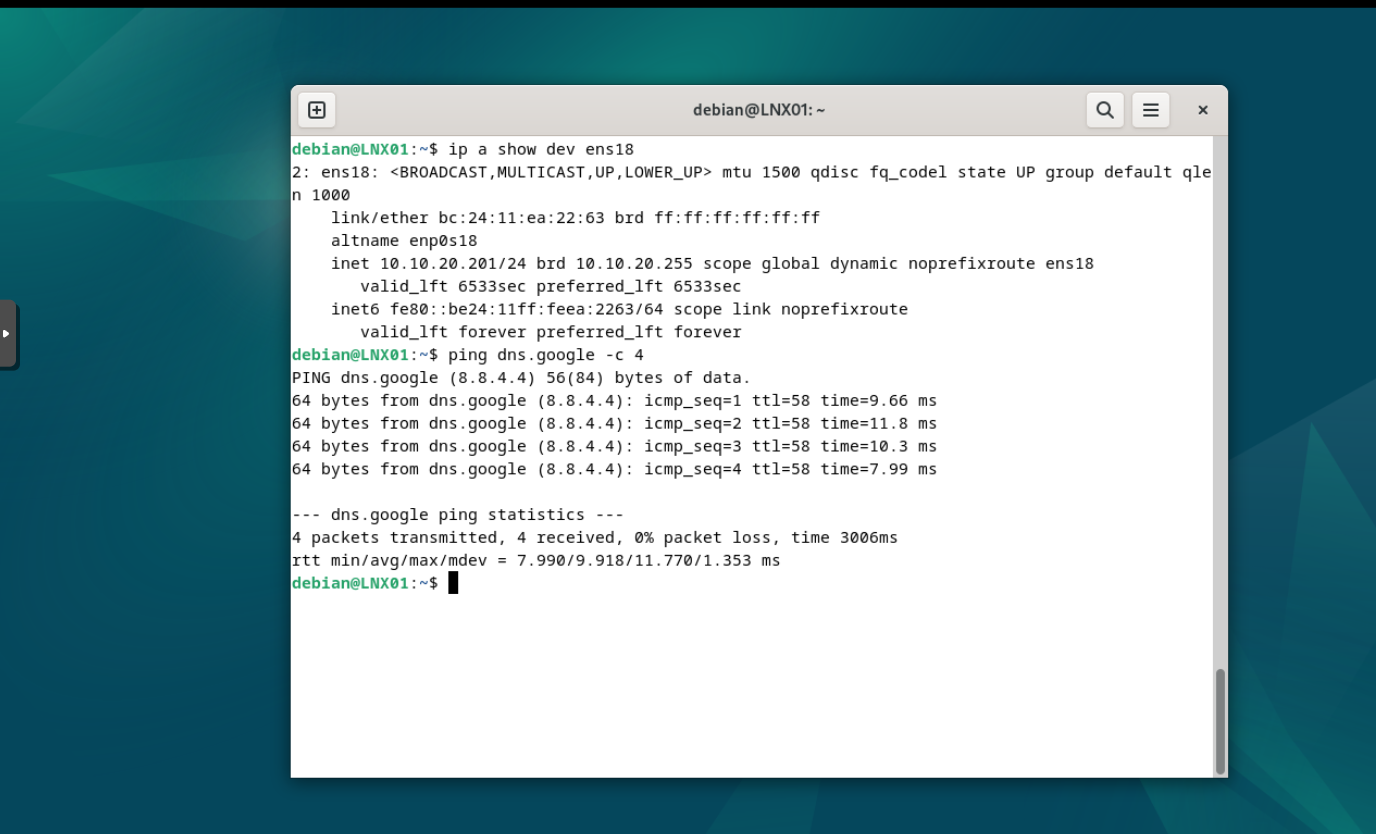 debian@LNX01: ~
debian@LNX01:~$ ip a show dev ens18
2: ens18: <BROADCAST,MULTICAST,UP,LOWER_UP> mtu 1500 qdisc fq_codel state UP group default qle
n 1000
    link/ether bc:24:11:ea:22:63 brd ff:ff:ff:ff:ff:ff
    altname enp0s18
    inet 10.10.20.201/24 brd 10.10.20.255 scope global dynamic noprefixroute ens18
       valid_lft 6533sec preferred_lft 6533sec
    inet6 fe80::be24:11ff:feea:2263/64 scope link noprefixroute
       valid_lft forever preferred_lft forever
debian@LNX01:~$ ping dns.google -c 4
PING dns.google (8.8.4.4) 56(84) bytes of data.
64 bytes from dns.google (8.8.4.4): icmp_seq=1 ttl=58 time=9.66 ms
64 bytes from dns.google (8.8.4.4): icmp_seq=2 ttl=58 time=11.8 ms
64 bytes from dns.google (8.8.4.4): icmp_seq=3 ttl=58 time=10.3 ms
64 bytes from dns.google (8.8.4.4): icmp_seq=4 ttl=58 time=7.99 ms

--- dns.google ping statistics ---
4 packets transmitted, 4 received, 0% packet loss, time 3006ms
rtt min/avg/max/mdev = 7.990/9.918/11.770/1.353 ms
debian@LNX01:~$